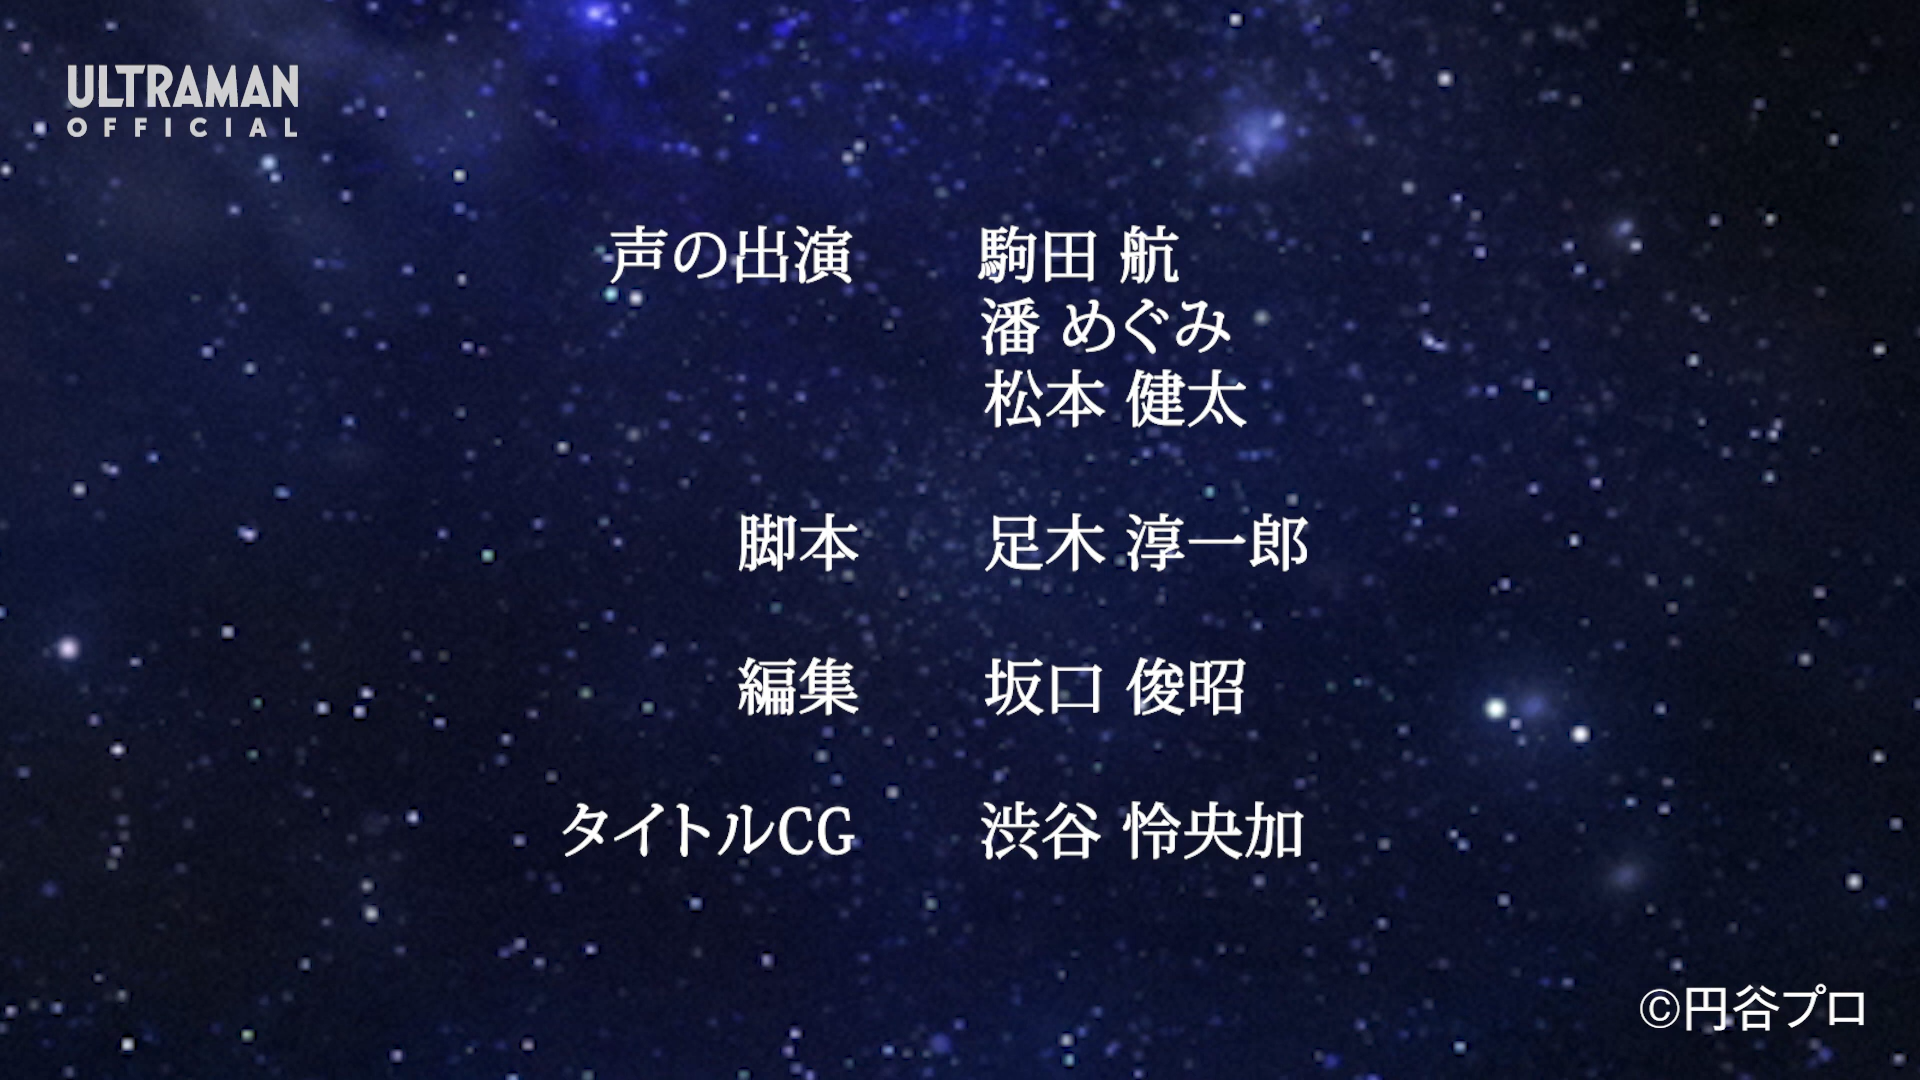 ULTRAMAN
OFFICIAL
声の出演 駒田 航
潘 めぐみ
松本 健太
脚本 足木 淳一郎
編集 坂口 俊昭
タイトルCG 渋谷 怜央加
©円谷プロ